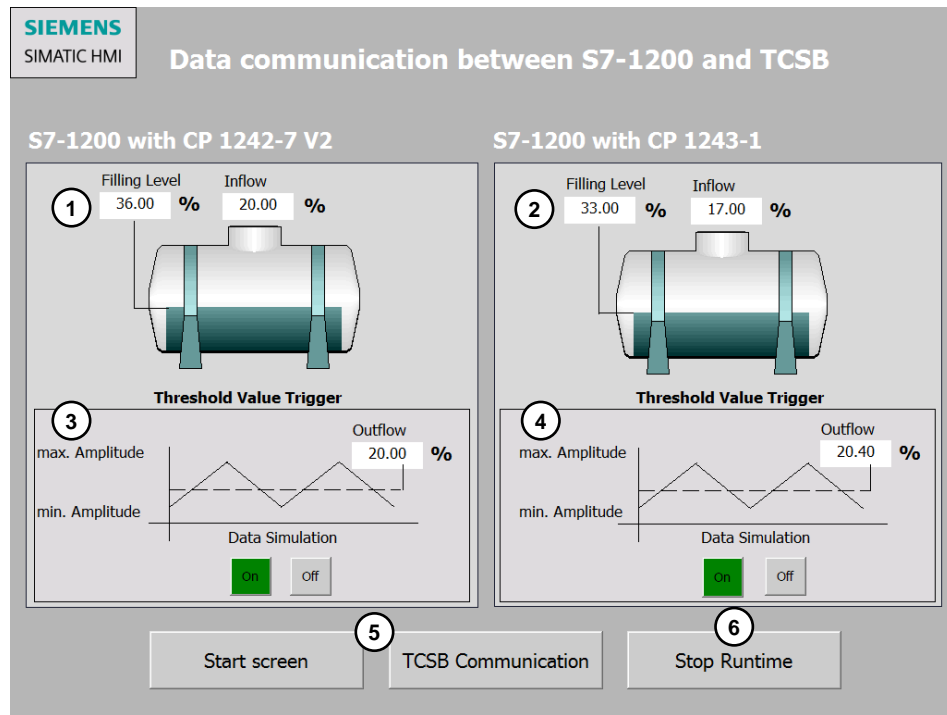 SIEMENS
SIMATIC HMI
Data communication between S7-1200 and TCSB
S7-1200 with CP 1242-7 V2
Filling Level
Inflow
1
36.00 %
20.00 %
Threshold Value Trigger
3
Outflow
max. Amplitude
20.00 %
min. Amplitude
Data Simulation
On
Off
S7-1200 with CP 1243-1
Filling Level
Inflow
2
33.00 %
17.00 %
Threshold Value Trigger
4
Outflow
max. Amplitude
20.40 %
min. Amplitude
Data Simulation
On
Off
5
6
Start screen
TCSB Communication
Stop Runtime